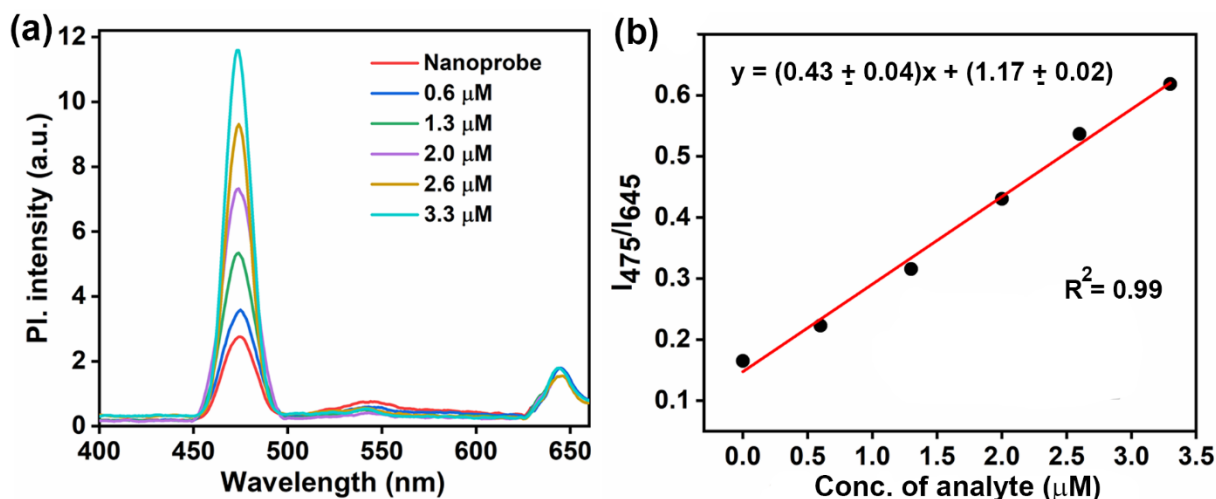 (a)
12
10
8
6
4
2
0
Pl. intensity (a.u.)
Nanoprobe
0.6 μM
1.3 μM
2.0 μM
2.6 μM
3.3 μM
400
450
500
550
600
650
Wavelength (nm)
(b)
y = (0.43 ± 0.04)x + (1.17 ± 0.02)
R²= 0.99
0.6
0.5
0.4
0.3
0.2
0.1
I475/I645
0.0
0.5
1.0
1.5
2.0
2.5
3.0
3.5
Conc. of analyte (μM)